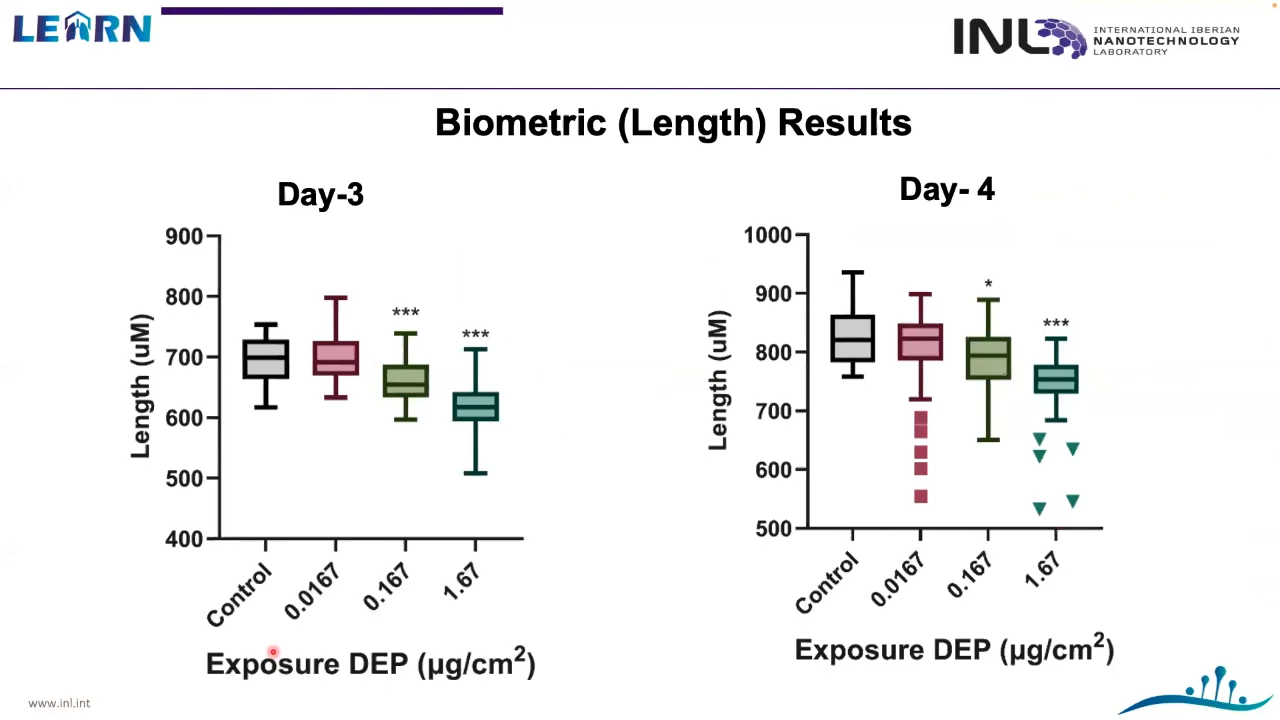 LEARN
INL
INTERNATIONAL IBERIAN
NANOTECHNOLOGY
LABORATORY
Biometric (Length) Results
Day-3
Length (uM)
900
800
700
600
500
400
***
***
Control
0.0167
0.167
1.67
Exposure DEP (µg/cm²)
Day- 4
Length (uM)
1000
900
800
700
600
500
*
***
Control
0.0167
0.167
1.67
Exposure DEP (µg/cm²)
www.inl.int